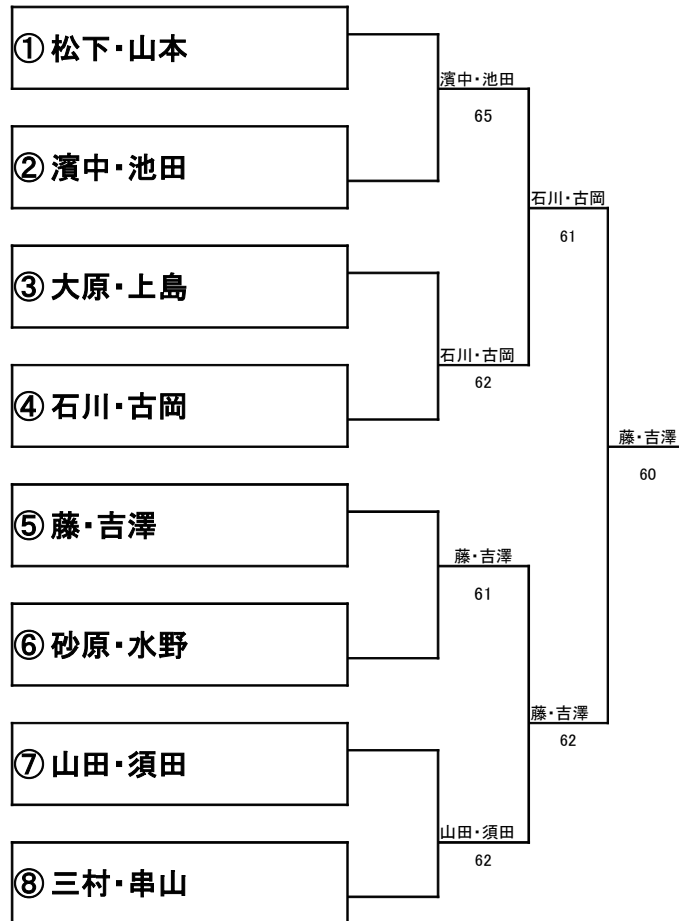 ①松下・山本
濱中・池田
65
②濱中・池田
石川・古岡
61
③大原・上島
石川・古岡
62
④石川・古岡
藤・吉澤
60
⑤藤・吉澤
藤・吉澤
61
⑥砂原・水野
藤・吉澤
62
⑦山田・須田
山田・須田
62
⑧三村・串山